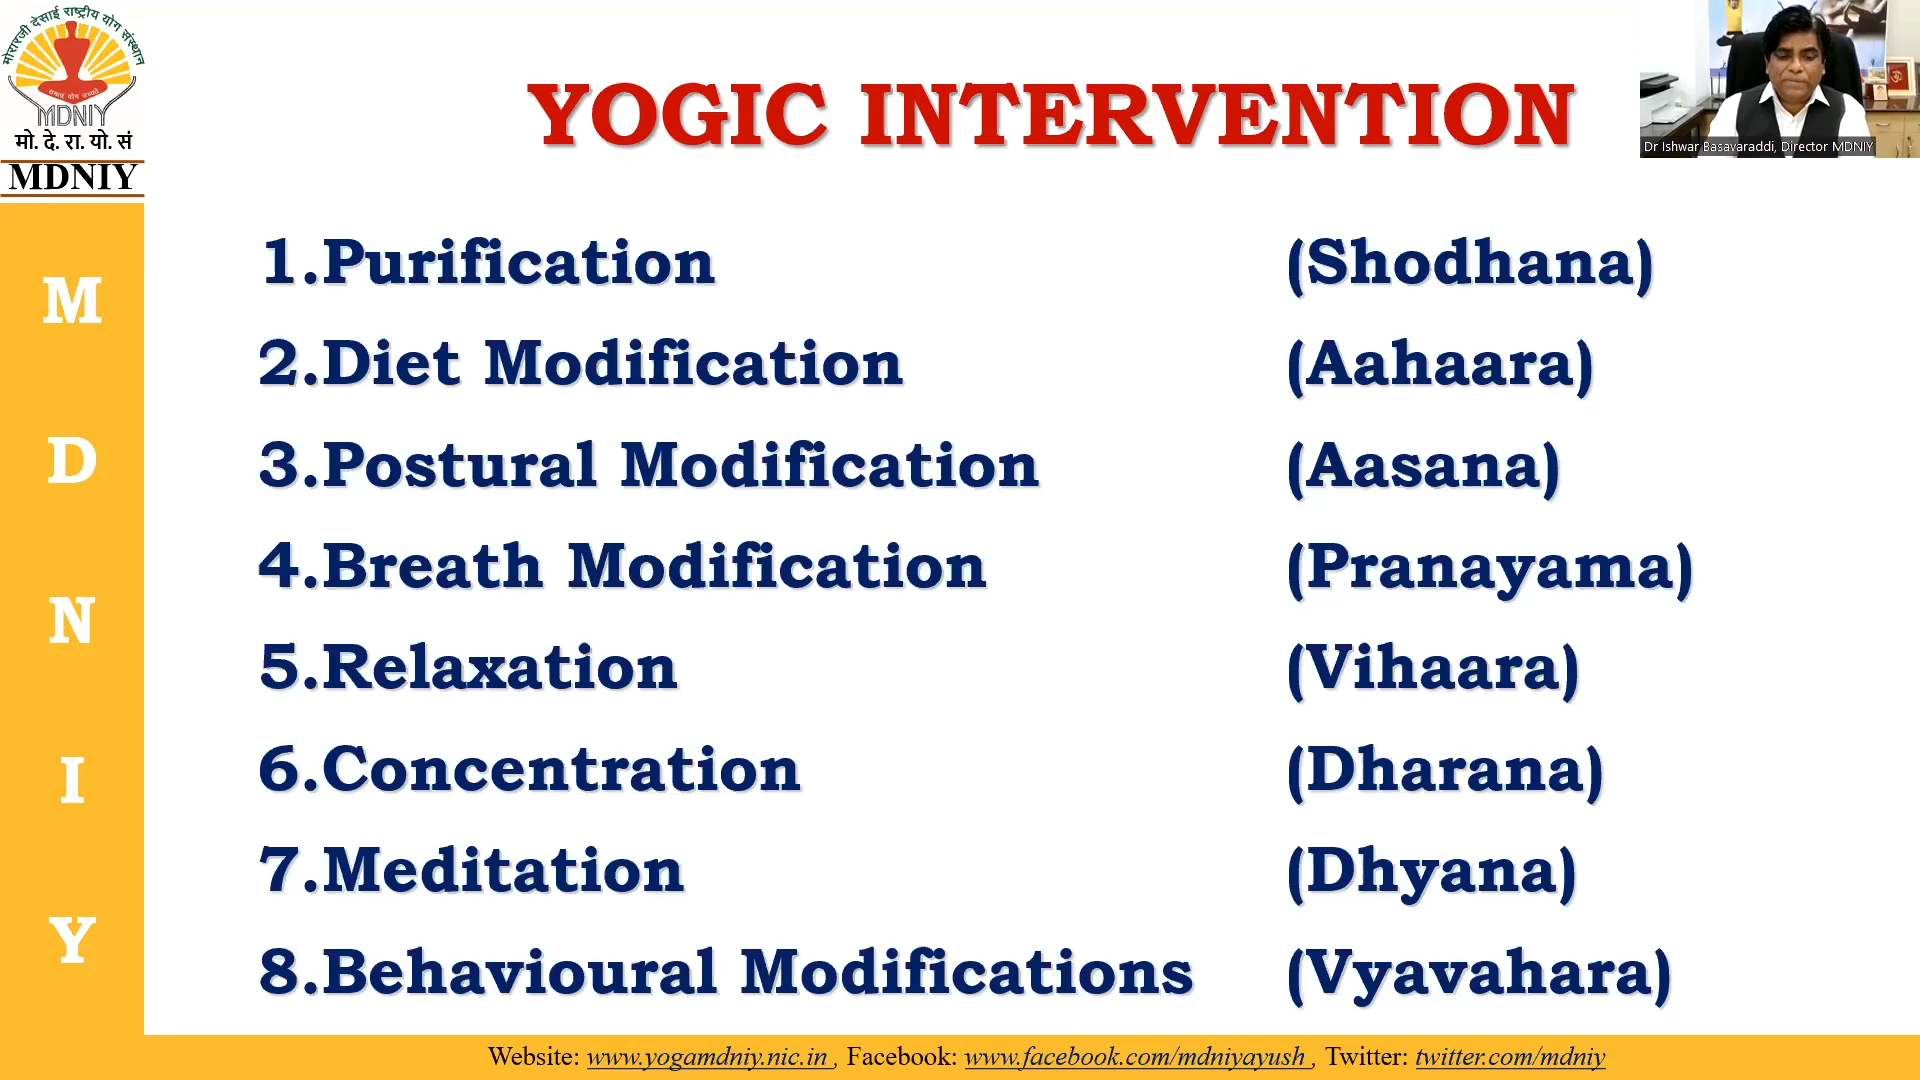 मोरारजी देसाई राष्ट्रीय योग संस्थान
MDNIY
मो. दे. रा. यो. सं
MDNIY
M
D
N
I
Y
YOGIC INTERVENTION
Dr Ishwar Basavaraddi, Director MDNIY
1.Purification (Shodhana)
2.Diet Modification (Aahaara)
3.Postural Modification (Aasana)
4.Breath Modification (Pranayama)
5.Relaxation (Vihaara)
6.Concentration (Dharana)
7.Meditation (Dhyana)
8.Behavioural Modifications (Vyavahara)
Website: www.yogamdniy.nic.in , Facebook: www.facebook.com/mdniyayush , Twitter: twitter.com/mdniy